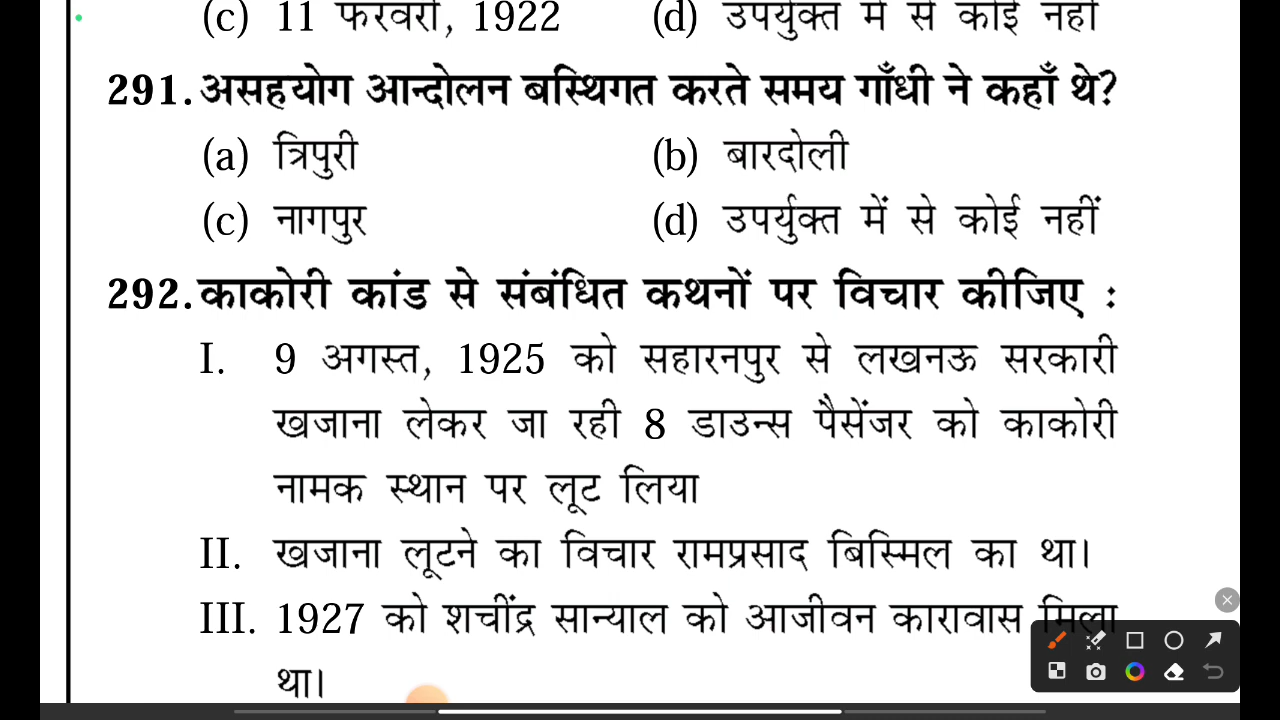 (c) 11 फरवरी, 1922 (d) उपर्युक्त में से कोई नहीं
291. असहयोग आन्दोलन बस्थिगत करते समय गाँधी ने कहाँ थे?
(a) त्रिपुरी (b) बारदोली
(c) नागपुर (d) उपर्युक्त में से कोई नहीं
292. काकोरी कांड से संबंधित कथनों पर विचार कीजिए :
I. 9 अगस्त, 1925 को सहारनपुर से लखनऊ सरकारी
खजाना लेकर जा रही 8 डाउन्स पैसेंजर को काकोरी
नामक स्थान पर लूट लिया
II. खजाना लूटने का विचार रामप्रसाद बिस्मिल का था।
III. 1927 को शचींद्र सान्याल को आजीवन कारावास मिला
था।